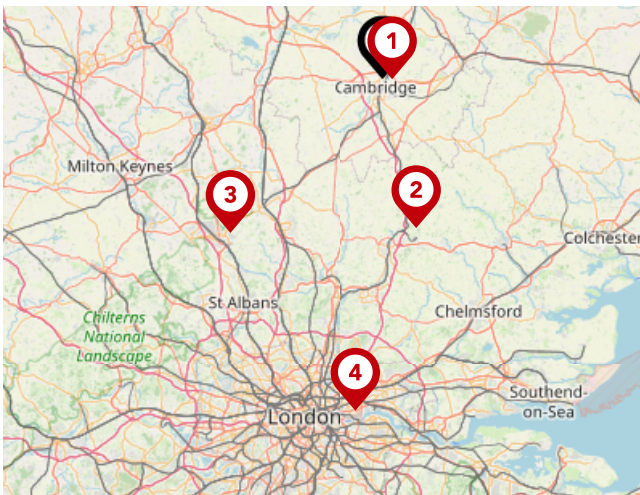 1
Cambridge
Milton Keynes
3
2
Colchester
St Albans
Chilterns
National
Landscape
Chelmsford
4
London
Southend-
on-Sea